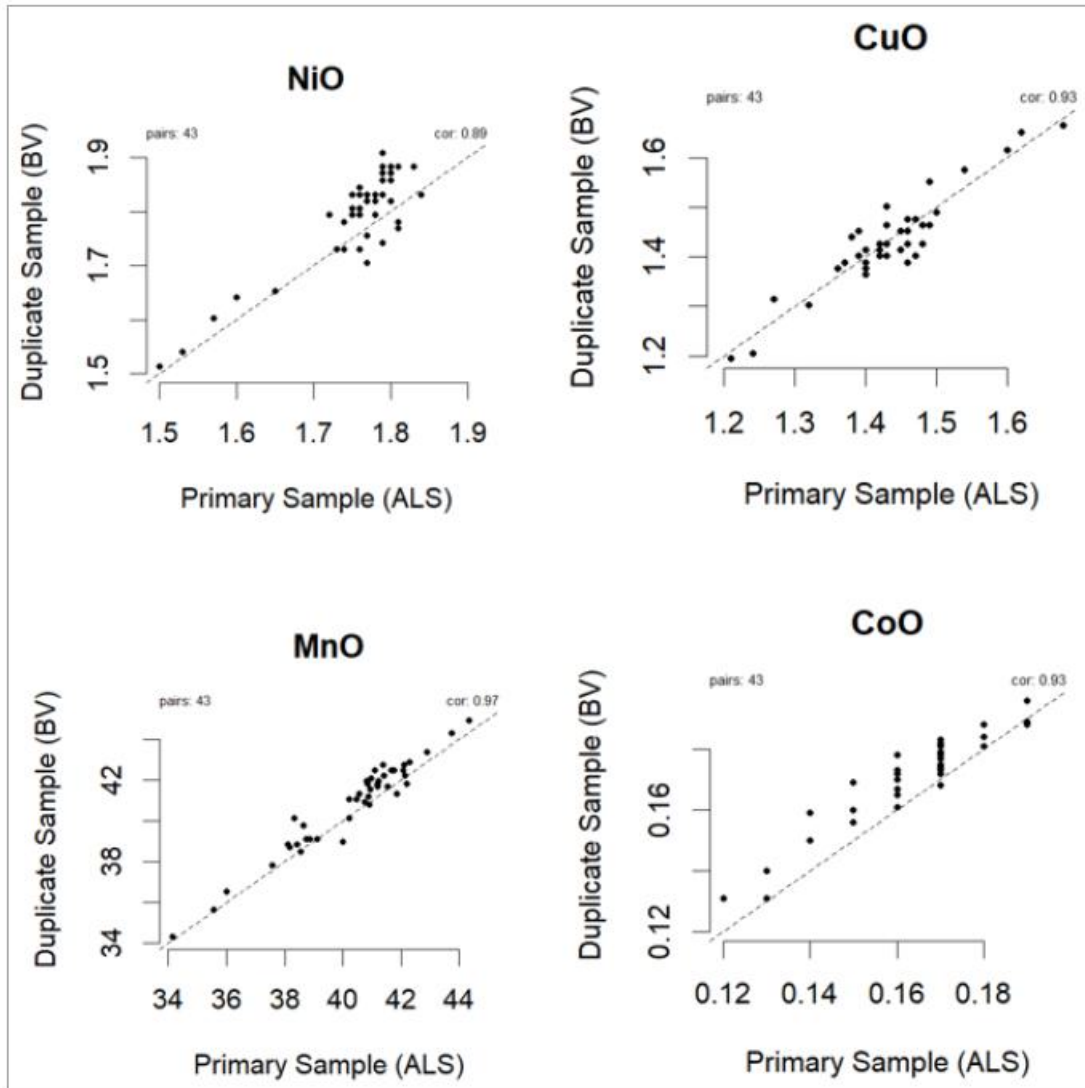 NiO
pairs: 43 cor: 0.89
Duplicate Sample (BV)
1.9
1.7
1.5
1.5 1.6 1.7 1.8 1.9
Primary Sample (ALS)
CuO
pairs: 43 cor: 0.93
Duplicate Sample (BV)
1.6
1.4
1.2
1.2 1.3 1.4 1.5 1.6
Primary Sample (ALS)
MnO
pairs: 43 cor: 0.97
Duplicate Sample (BV)
42
38
34
34 36 38 40 42 44
Primary Sample (ALS)
CoO
pairs: 43 cor: 0.93
Duplicate Sample (BV)
0.16
0.12
0.12 0.14 0.16 0.18
Primary Sample (ALS)